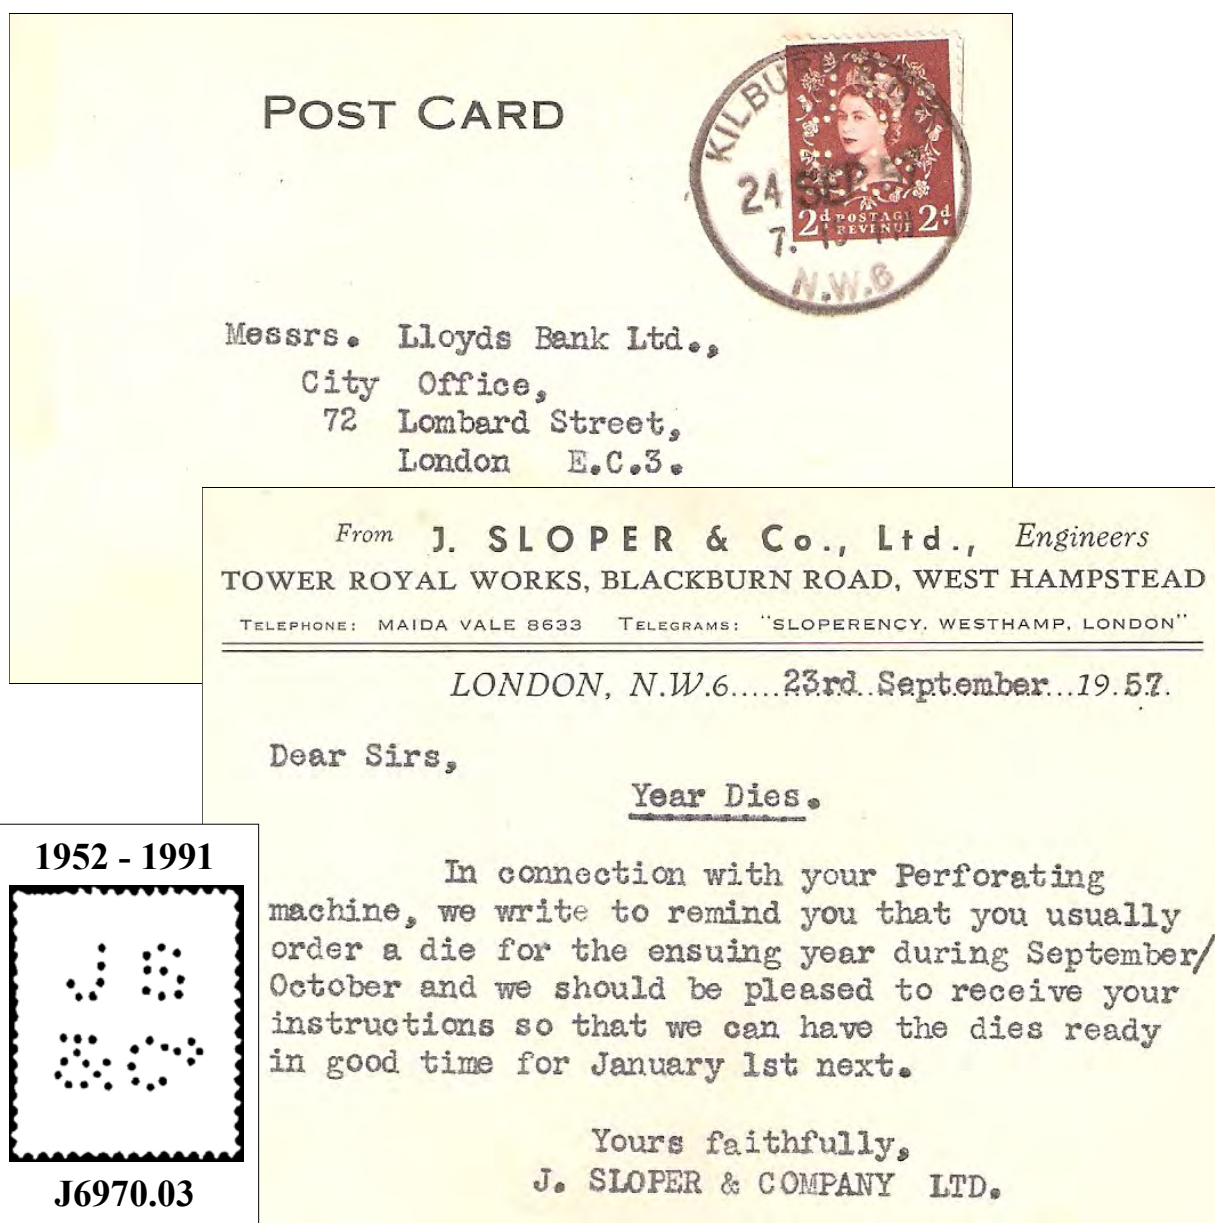 POST CARD
KILBU
24 SEP 57
7.
N.W.6
2d POSTAGE 2d
REVENUE
Messrs. Lloyds Bank Ltd.,
City Office,
72 Lombard Street,
London E.C.3.
From J. SLOPER & Co., Ltd., Engineers
TOWER ROYAL WORKS, BLACKBURN ROAD, WEST HAMPSTEAD
TELEPHONE: MAIDA VALE 8633 TELEGRAMS: "SLOPERENCY, WESTHAMP, LONDON"
LONDON, N.W.6.....23rd September...19.57.
Dear Sirs,
Year Dies.
In connection with your Perforating
machine, we write to remind you that you usually
order a die for the ensuing year during September/
October and we should be pleased to receive your
instructions so that we can have the dies ready
in good time for January 1st next.
Yours faithfully,
J. SLOPER & COMPANY LTD.
1952 - 1991
J S
& Co
J6970.03